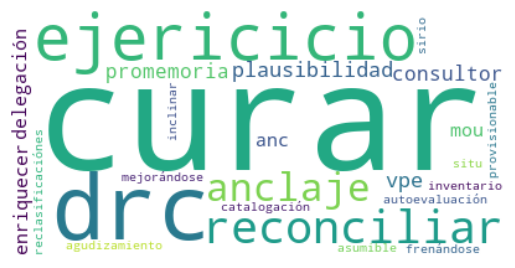 ejericicio
sirio
promemoria
plausibilidad
consultor
delegación
enriquecer
curar
inclinar
anc
mou
provisionable
reclasificaciónes
situ
drc
mejorándose
anclaje
vpe
inventario
catalogación
autoevaluación
reconciliar
agudizamiento
asumible
frenándose